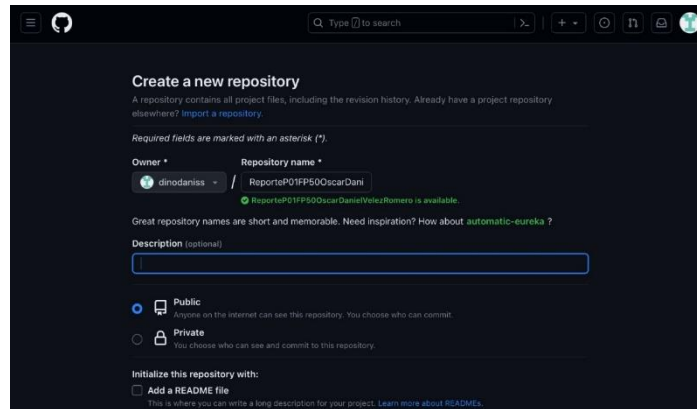 Type / to search
Create a new repository
A repository contains all project files, including the revision history. Already have a project repository
elsewhere? Import a repository.
Required fields are marked with an asterisk (*).
Owner * Repository name *
dinodaniss / ReporteP01FP50OscarDani
ReporteP01FP50OscarDanielVelezRomero is available.
Great repository names are short and memorable. Need inspiration? How about automatic-eureka ?
Description (optional)
Public
Anyone on the internet can see this repository. You choose who can commit.
Private
You choose who can see and commit to this repository.
Initialize this repository with:
Add a README file
This is where you can write a long description for your project. Learn more about READMEs.